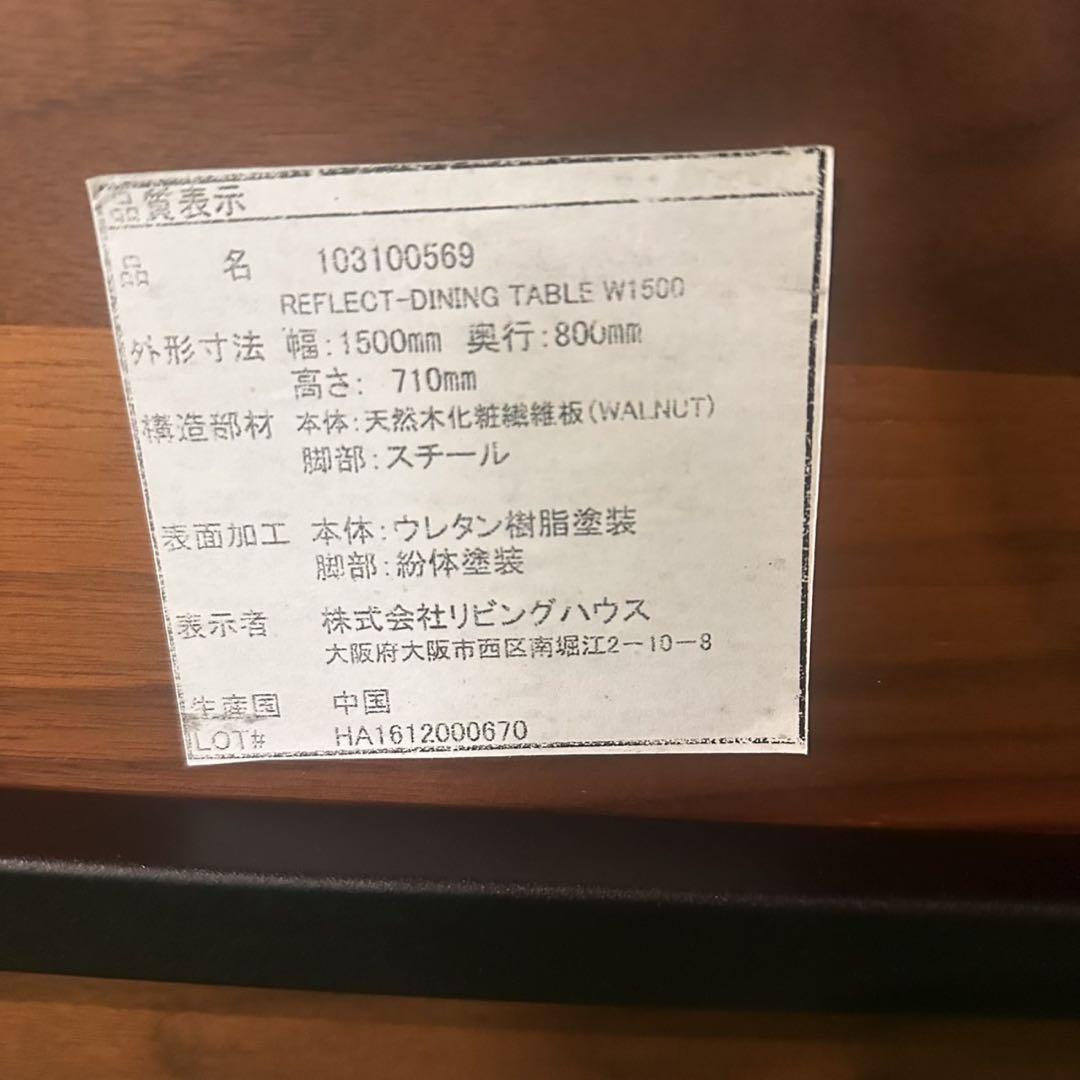 品質表示
品 名 103100569
REFLECT-DINING TABLE W1500
外形寸法 幅:1500mm 奥行:800mm
高さ: 710mm
構造部材 本体:天然木化粧繊維板(WALNUT)
脚部:スチール
表面加工 本体:ウレタン樹脂塗装
脚部:紛体塗装
表示者 株式会社リビングハウス
大阪府大阪市西区南堀江2-10-8
生産国 中国
LOT# HA1612000670